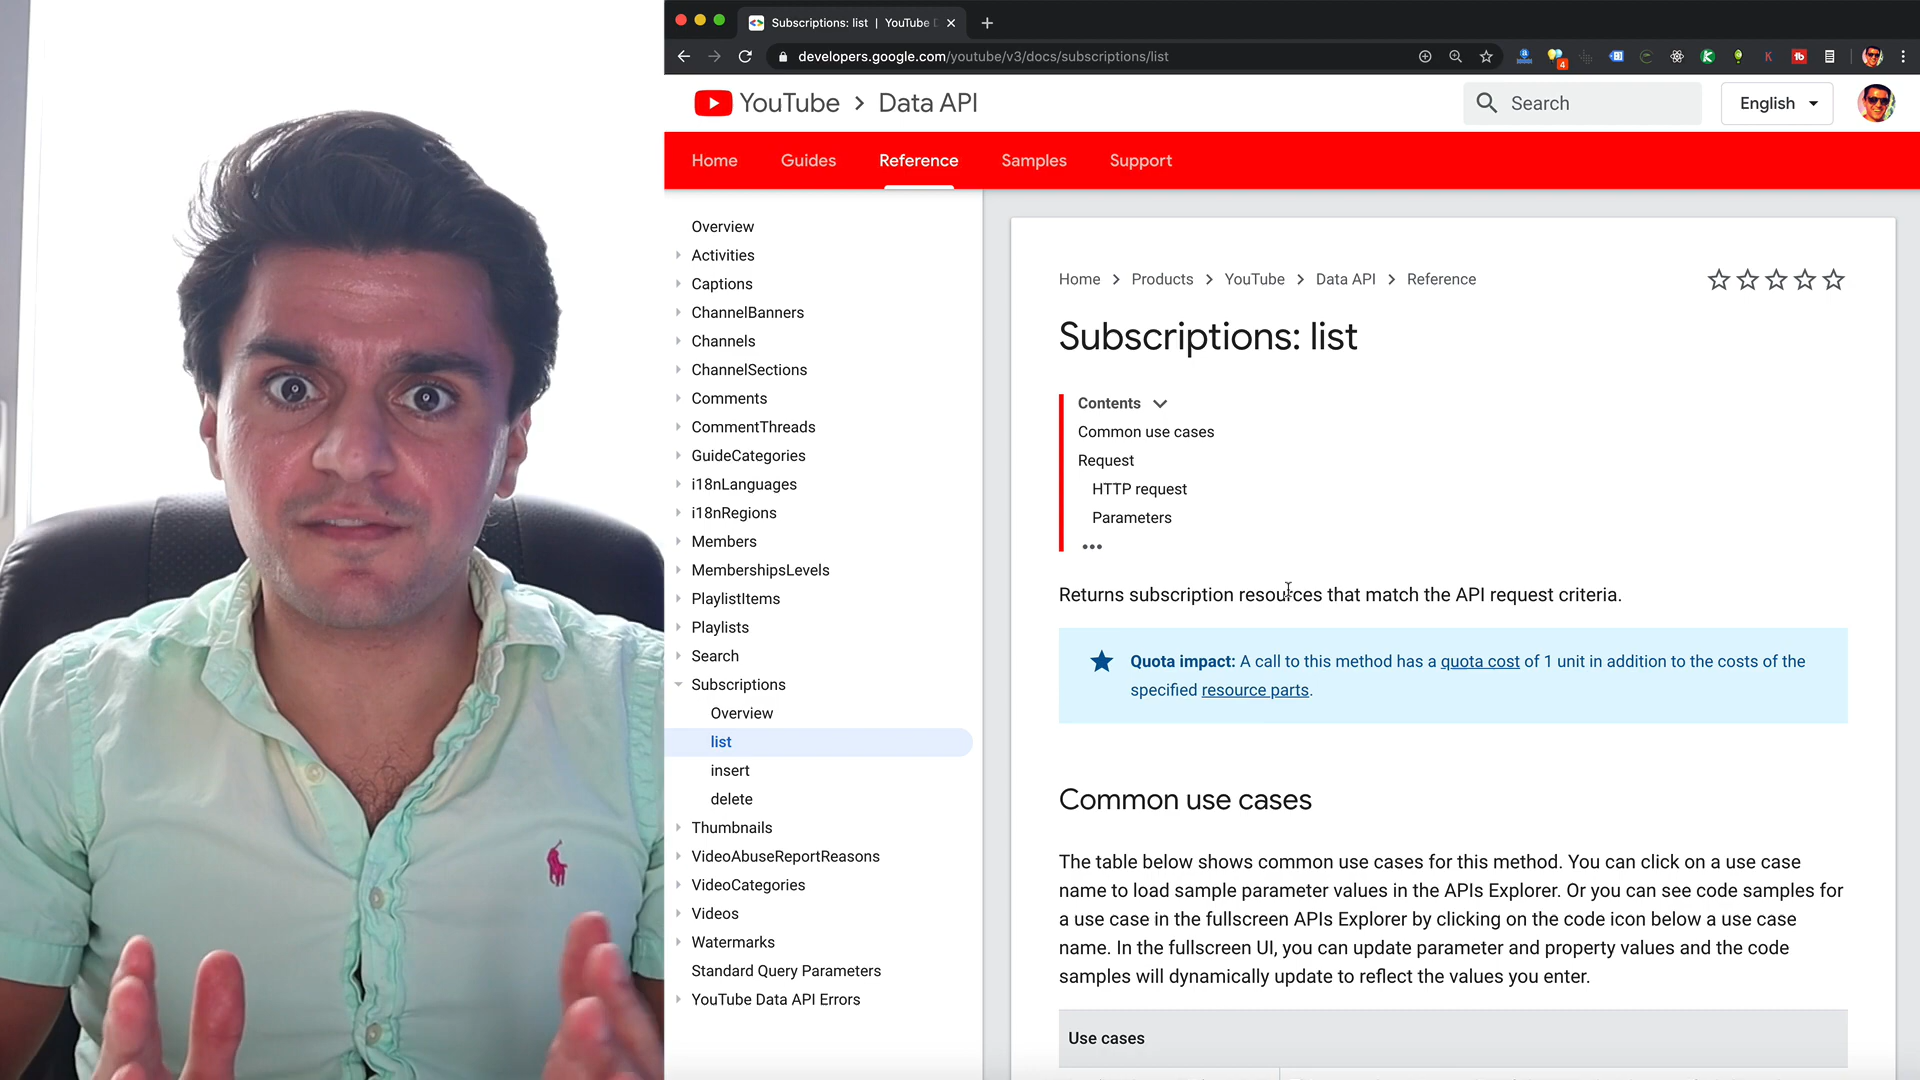 Subscriptions: list | YouTube D
developers.google.com/youtube/v3/docs/subscriptions/list
4
K
tb
YouTube > Data API
Search
English
Home Guides Reference Samples Support
Overview
Activities
Captions
ChannelBanners
Channels
ChannelSections
Comments
CommentThreads
GuideCategories
i18nLanguages
i18nRegions
Members
MembershipsLevels
PlaylistItems
Playlists
Search
Subscriptions
Overview
list
insert
delete
Thumbnails
VideoAbuseReportReasons
VideoCategories
Videos
Watermarks
Standard Query Parameters
YouTube Data API Errors
Home > Products > YouTube > Data API > Reference
Subscriptions: list
Contents
Common use cases
Request
HTTP request
Parameters
•••
Returns subscription resources that match the API request criteria.
Quota impact: A call to this method has a quota cost of 1 unit in addition to the costs of the
specified resource parts.
Common use cases
The table below shows common use cases for this method. You can click on a use case
name to load sample parameter values in the APIs Explorer. Or you can see code samples for
a use case in the fullscreen APIs Explorer by clicking on the code icon below a use case
name. In the fullscreen UI, you can update parameter and property values and the code
samples will dynamically update to reflect the values you enter.
Use cases